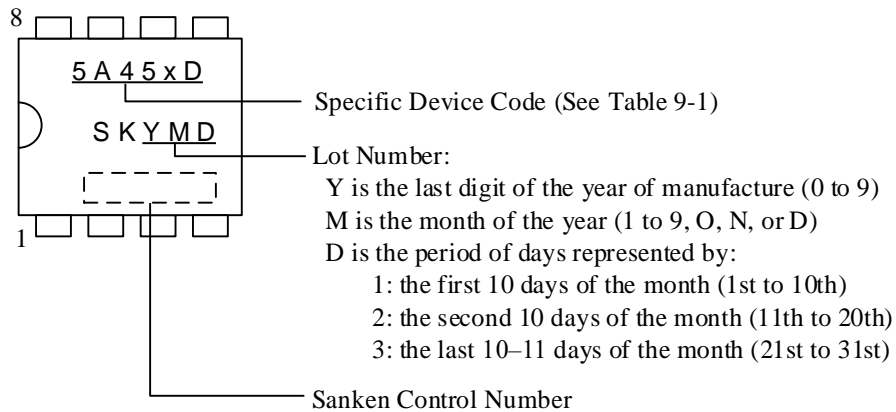 8
5 A 4 5 x D
Specific Device Code (See Table 9-1)
S K Y M D
Lot Number:
Y is the last digit of the year of manufacture (0 to 9)
M is the month of the year (1 to 9, O, N, or D)
D is the period of days represented by:
1
1: the first 10 days of the month (1st to 10th)
2: the second 10 days of the month (11th to 20th)
3: the last 10–11 days of the month (21st to 31st)
Sanken Control Number